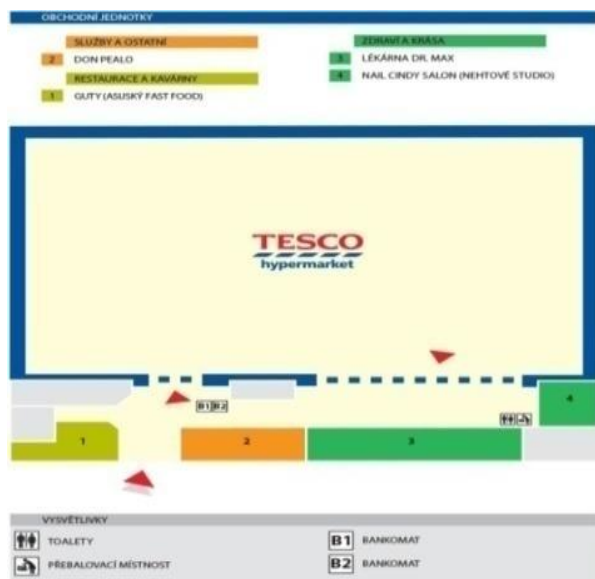 OBCHODNÍ JEDNOTKY
SLUŽBY A OSTATNÍ
2 DON PEALO
RESTAURACE A KAVÁRNY
1 GUTY (ASIJSKÝ FAST FOOD)
ZDRAVÍ A KRÁSA
3 LÉKÁRNA DR. MAX
4 NAIL CINDY SALON (NEHTOVÉ STUDIO)
TESCO
hypermarket
B1 B2
4
1
2
3
VYSVĚTLIVKY
TOALETY
PŘEBALOVACÍ MÍSTNOST
B1 BANKOMAT
B2 BANKOMAT